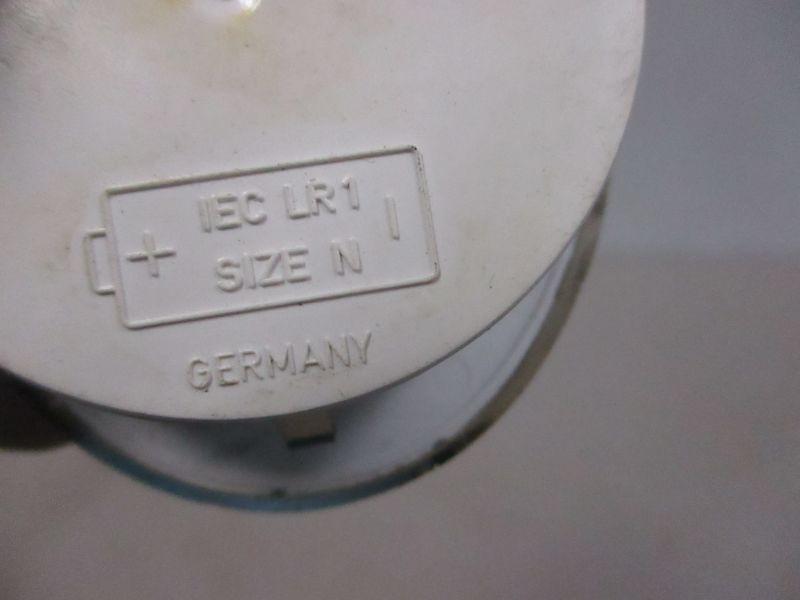 IEC LR1
+ SIZE N -
GERMANY